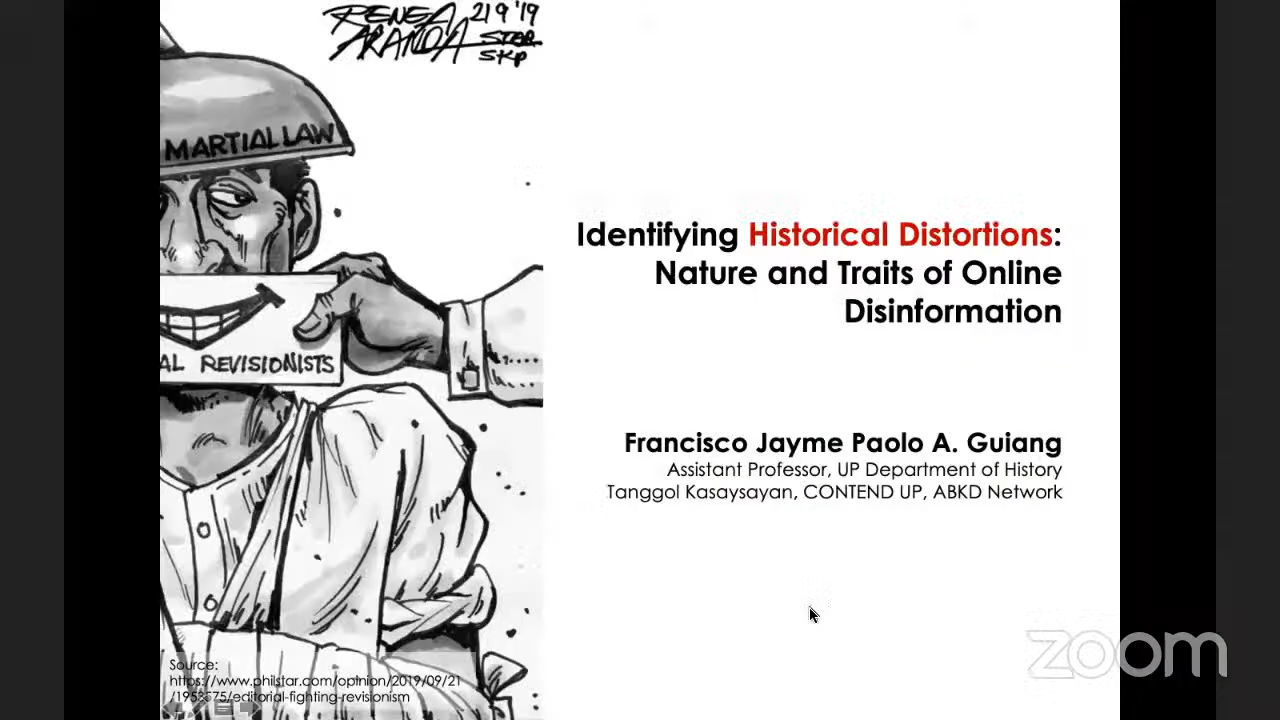 RENE ARANDA
21 9 '19
STAR
SKP
MARTIAL LAW
AL REVISIONISTS
Identifying Historical Distortions:
Nature and Traits of Online
Disinformation
Francisco Jayme Paolo A. Guiang
Assistant Professor, UP Department of History
Tanggol Kasaysayan, CONTEND UP, ABKD Network
Source:
https://www.philstar.com/opinion/2019/09/21
/1953575/editorial-fighting-revisionism
zoom